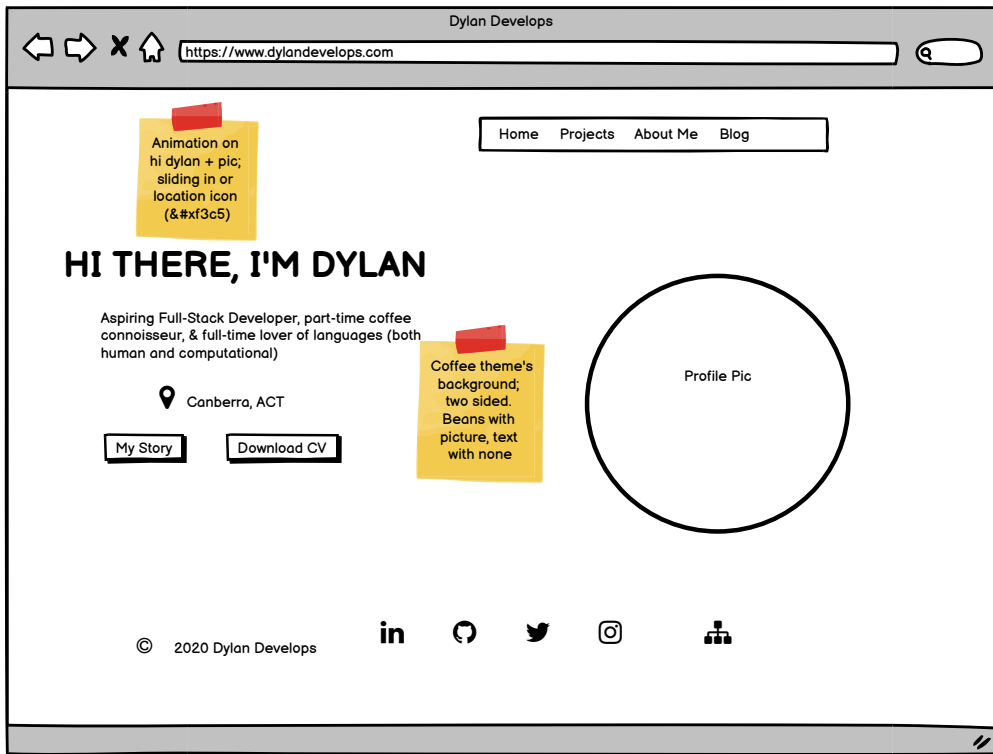 Dylan Develops
https://www.dylandevelops.com
Home Projects About Me Blog
Animation on
hi dylan + pic;
sliding in or
location icon
(&#xf3c5)
HI THERE, I'M DYLAN
Aspiring Full-Stack Developer, part-time coffee
connoisseur, & full-time lover of languages (both
human and computational)
Canberra, ACT
My Story
Download CV
Coffee theme's
background;
two sided.
Beans with
picture, text
with none
Profile Pic
© 2020 Dylan Develops
in